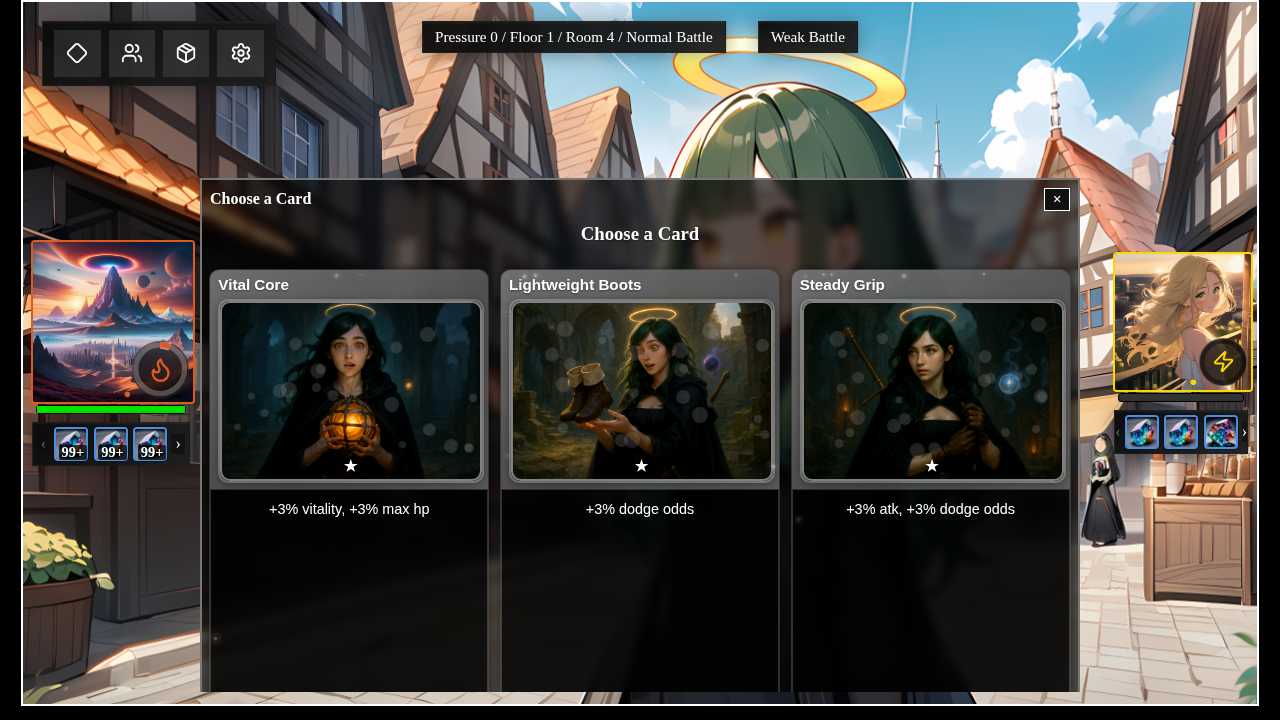 Pressure 0 / Floor 1 / Room 4 / Normal Battle
Weak Battle
Choose a Card
×
Choose a Card
Vital Core
Lightweight Boots
Steady Grip
★
★
★
+3% vitality, +3% max hp
+3% dodge odds
+3% atk, +3% dodge odds
‹ 99+ 99+ 99+ ›
‹ ›